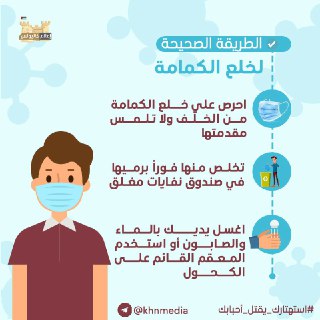 الطريقة الصحيحة
لخلع الكمامة
احرص على خلع الكمامة
من الخلف ولا تلمس
مقدمتها
تخلص منها فوراً برميها
في صندوق نفايات مغلق
اغسل يديك بالماء
والصابون أو استخدم
المعقم القائم على
الكحول
@khnmedia
#استهتارك_يقتل_أحبابك